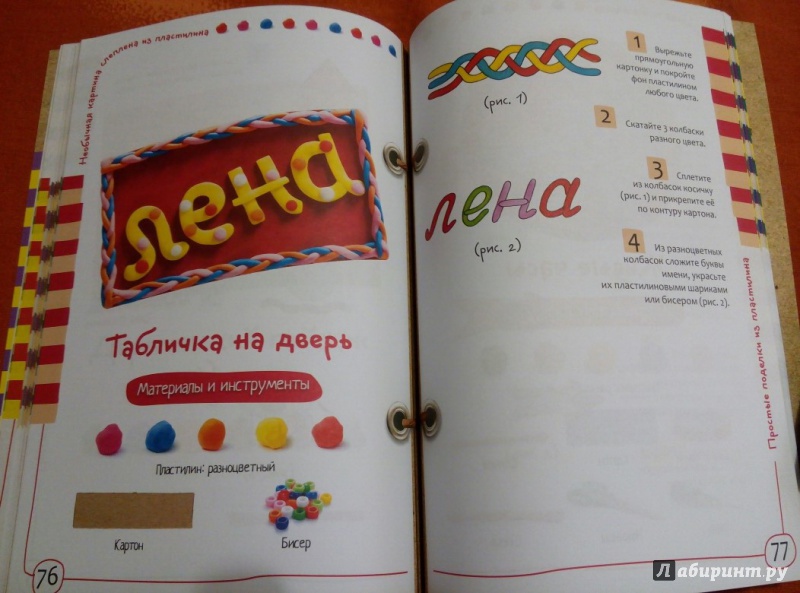 Необычная картина слеплена из пластилина
лена
Табличка на дверь
Материалы и инструменты
Пластилин: разноцветный
Картон
Бисер
76
(рис. 1)
лена
(рис. 2)
1 Вырежьте
прямоугольную
картонку и покройте
фон пластилином
любого цвета.
2 Скатайте 3 колбаски
разного цвета.
3 Сплетите
из колбасок косичку
(рис. 1) и прикрепите её
по контуру картона.
4 Из разноцветных
колбасок сложите буквы
имени, украсьте
их пластилиновыми шариками
или бисером (рис. 2).
Простые поделки из пластилина
77
Лабиринт.ру